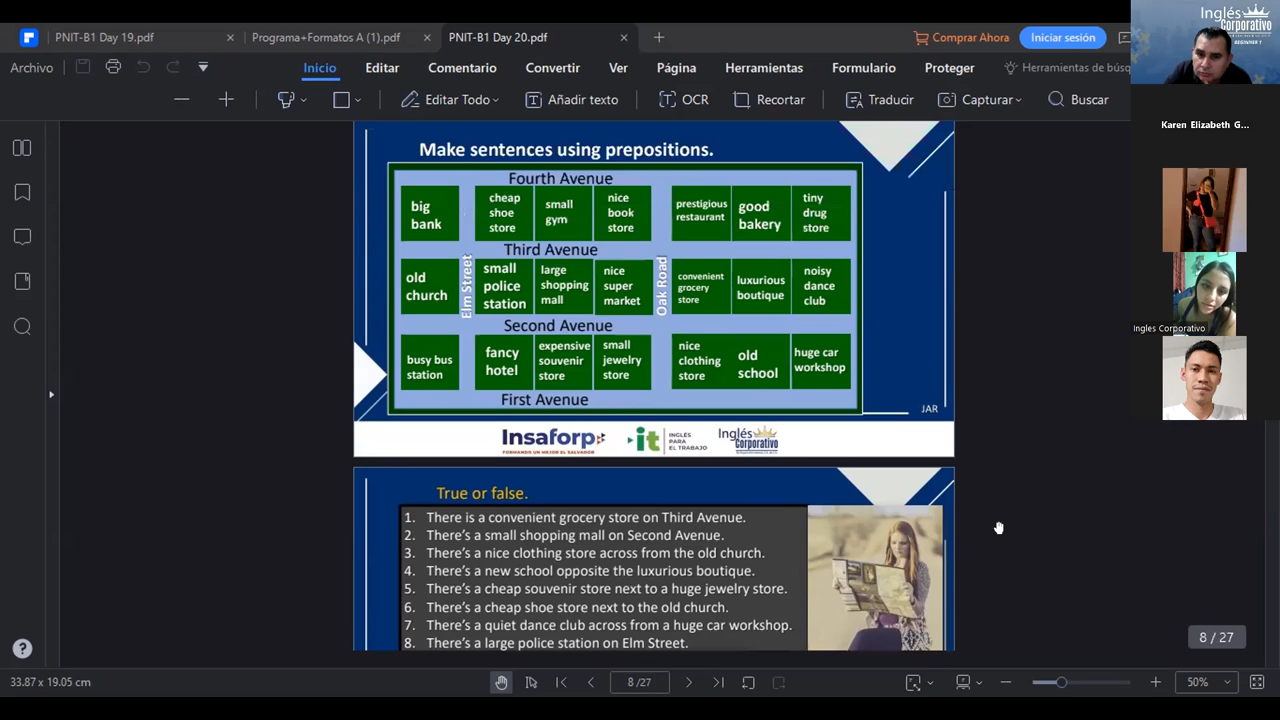 PNIT-B1 Day 19.pdf
Programa+Formatos A (1).pdf
PNIT-B1 Day 20.pdf
Comprar Ahora
Iniciar sesión
Archivo
Inicio
Editar
Comentario
Convertir
Ver
Página
Herramientas
Formulario
Proteger
Herramientas de búsq
Editar Todo
Añadir texto
OCR
Recortar
Traducir
Capturar
Buscar
Make sentences using prepositions.
Fourth Avenue
big
bank
cheap
shoe
store
small
gym
nice
book
store
prestigious
restaurant
good
bakery
tiny
drug
store
Third Avenue
old
church
Elm Street
small
police
station
large
shopping
mall
nice
super
market
Oak Road
convenient
grocery
store
luxurious
boutique
noisy
dance
club
Second Avenue
busy bus
station
fancy
hotel
expensive
souvenir
store
small
jewelry
store
nice
clothing
store
old
school
huge car
workshop
First Avenue
JAR
Insaforp
FORMANDO UN MEJOR EL SALVADOR
it
INGLÉS
PARA
EL TRABAJO
Inglés
Corporativo
True or false.
1. There is a convenient grocery store on Third Avenue.
2. There's a small shopping mall on Second Avenue.
3. There's a nice clothing store across from the old church.
4. There's a new school opposite the luxurious boutique.
5. There's a cheap souvenir store next to a huge jewelry store.
6. There's a cheap shoe store next to the old church.
7. There's a quiet dance club across from a huge car workshop.
8. There's a large police station on Elm Street.
8 / 27
33.87 x 19.05 cm
8 /27
50%
Inglés
Corporativo
BEGINNER 1
Karen Elizabeth G...
Ingles Corporativo